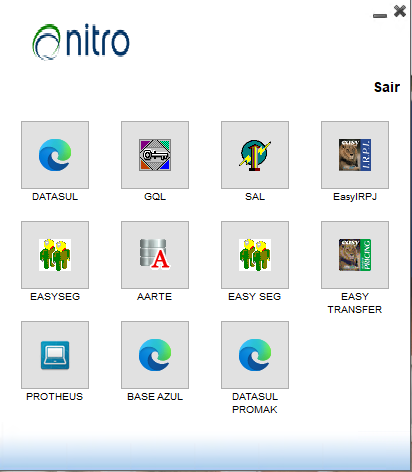 nitro
Sair
DATASUL
GQL
SAL
EasyIRPJ
easy
I.R.P.J.
EASYSEG
AARTE
EASY SEG
EASY
TRANSFER
A
easy
PRICING
PROTHEUS
BASE AZUL
DATASUL
PROMAK